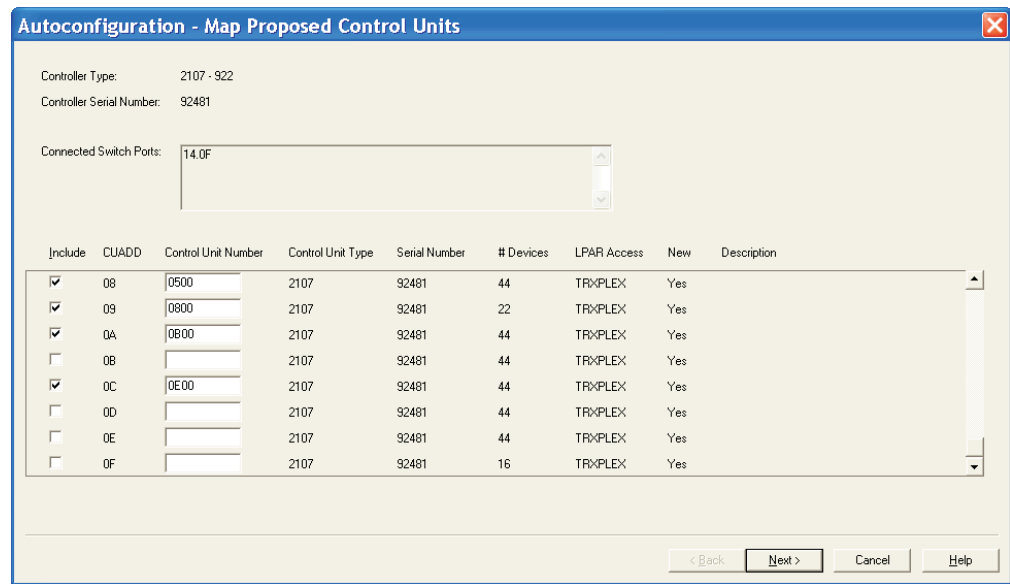 Autoconfiguration - Map Proposed Control Units
Controller Type: 2107 - 922
Controller Serial Number: 92481
Connected Switch Ports: 14.0F
Include CUADD Control Unit Number Control Unit Type Serial Number # Devices LPAR Access New Description
08 0500 2107 92481 44 TRXPLEX Yes
09 0800 2107 92481 22 TRXPLEX Yes
0A 0B00 2107 92481 44 TRXPLEX Yes
0B 2107 92481 44 TRXPLEX Yes
0C 0E00 2107 92481 44 TRXPLEX Yes
0D 2107 92481 44 TRXPLEX Yes
0E 2107 92481 44 TRXPLEX Yes
0F 2107 92481 16 TRXPLEX Yes
< Back Next > Cancel Help